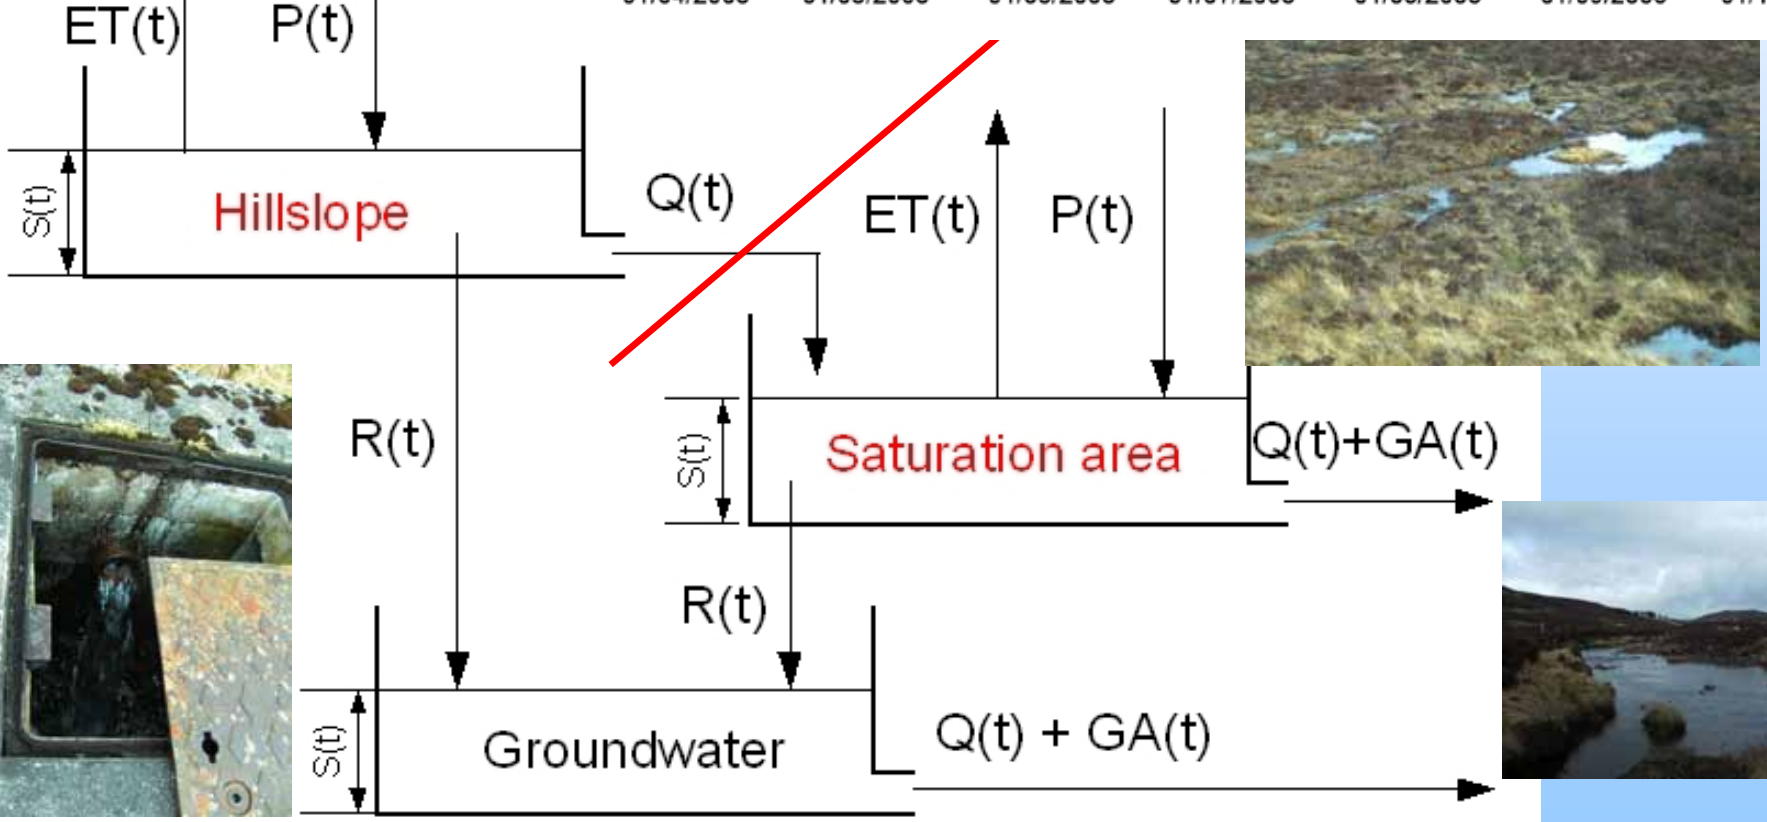 ET(t)
P(t)
S(t)
Hillslope
Q(t)
ET(t)
P(t)
R(t)
S(t)
Saturation area
Q(t)+GA(t)
R(t)
S(t)
Groundwater
Q(t) + GA(t)